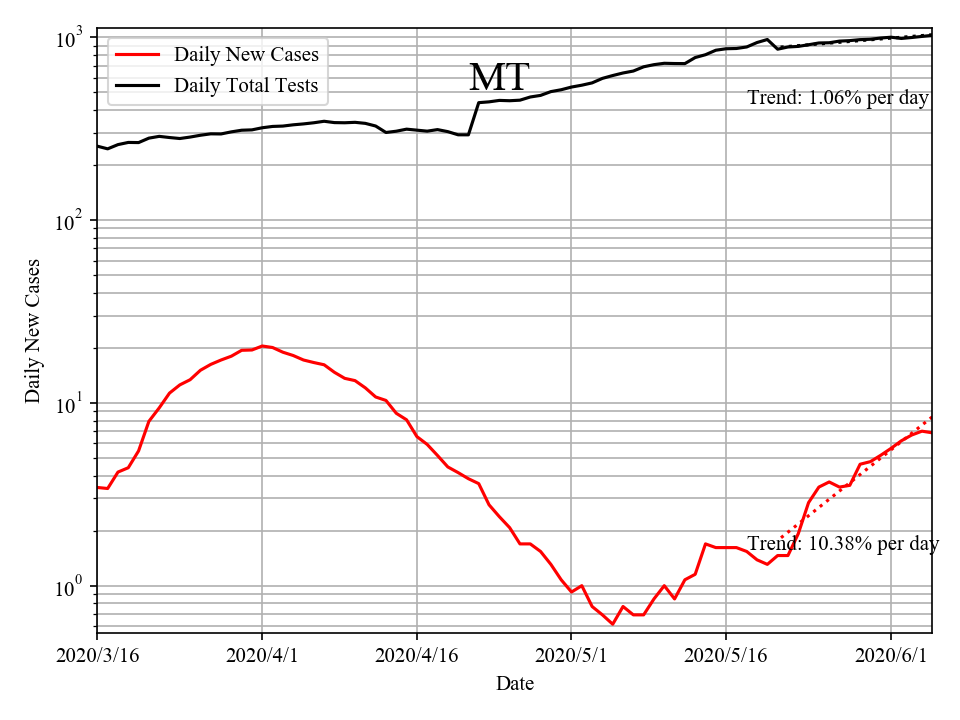 10^3
10^2
10^1
10^0
Daily New Cases
Daily New Cases
Daily Total Tests
MT
Trend: 1.06% per day
Trend: 10.38% per day
2020/3/16 2020/4/1 2020/4/16 2020/5/1 2020/5/16 2020/6/1
Date